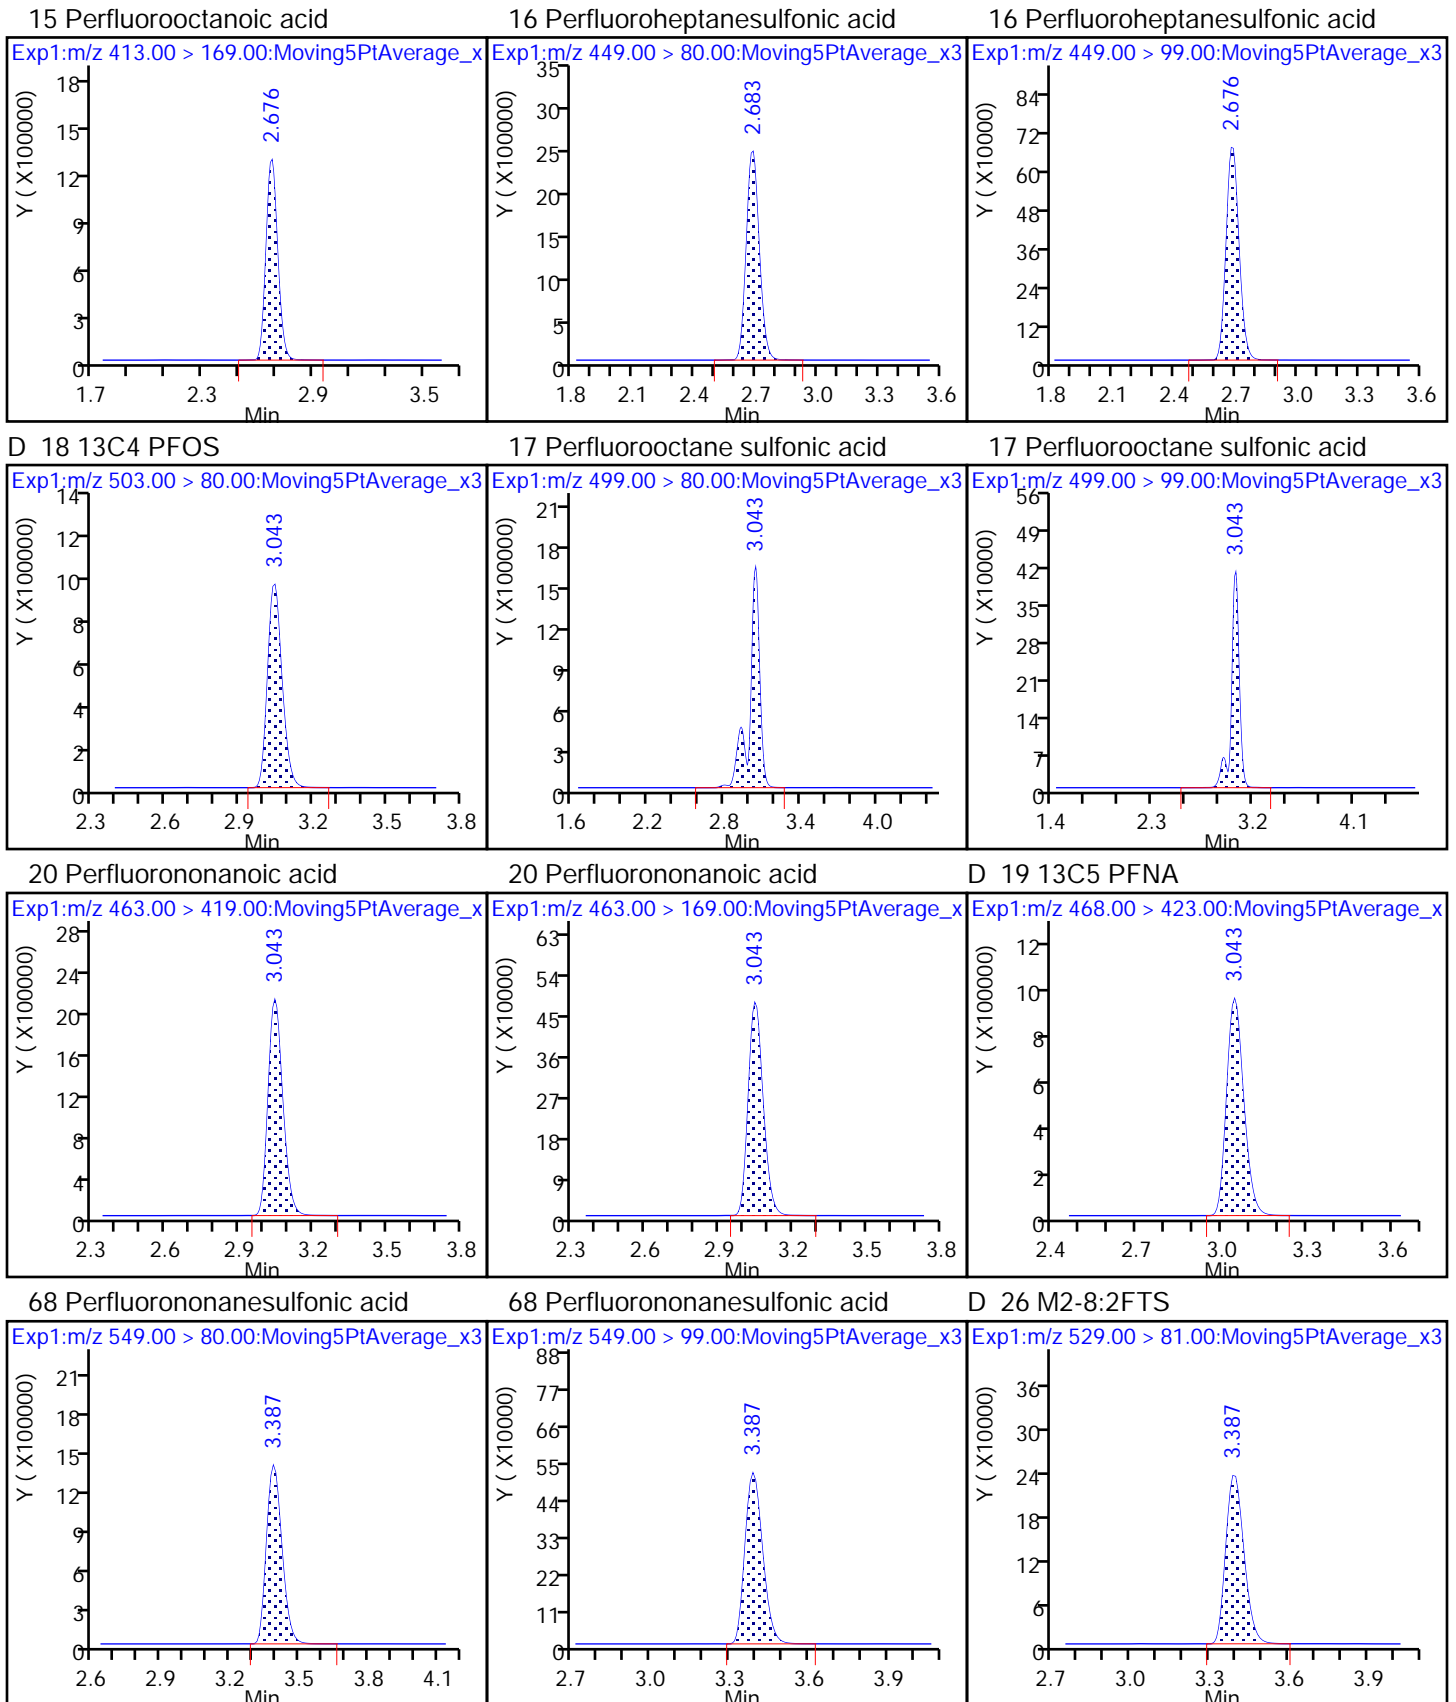 15 Perfluorooctanoic acid
Exp1:m/z 413.00 > 169.00:Moving5PtAverage_x
Y ( X100000)
18
15
12
9
6
3
0
2.676
1.7 2.3 2.9 3.5
Min
16 Perfluoroheptanesulfonic acid
Exp1:m/z 449.00 > 80.00:Moving5PtAverage_x3
Y ( X100000)
35
30
25
20
15
10
5
0
2.683
1.8 2.1 2.4 2.7 3.0 3.3 3.6
Min
16 Perfluoroheptanesulfonic acid
Exp1:m/z 449.00 > 99.00:Moving5PtAverage_x3
Y ( X10000)
84
72
60
48
36
24
12
0
2.676
1.8 2.1 2.4 2.7 3.0 3.3 3.6
Min
D 18 13C4 PFOS
Exp1:m/z 503.00 > 80.00:Moving5PtAverage_x3
Y ( X100000)
14
12
10
8
6
4
2
0
3.043
2.3 2.6 2.9 3.2 3.5 3.8
Min
17 Perfluorooctane sulfonic acid
Exp1:m/z 499.00 > 80.00:Moving5PtAverage_x3
Y ( X100000)
21
18
15
12
9
6
3
0
3.043
1.6 2.2 2.8 3.4 4.0
Min
17 Perfluorooctane sulfonic acid
Exp1:m/z 499.00 > 99.00:Moving5PtAverage_x3
Y ( X10000)
56
49
42
35
28
21
14
7
0
3.043
1.4 2.3 3.2 4.1
Min
20 Perfluorononanoic acid
Exp1:m/z 463.00 > 419.00:Moving5PtAverage_x
Y ( X100000)
28
24
20
16
12
8
4
0
3.043
2.3 2.6 2.9 3.2 3.5 3.8
Min
20 Perfluorononanoic acid
Exp1:m/z 463.00 > 169.00:Moving5PtAverage_x
Y ( X10000)
63
54
45
36
27
18
9
0
3.043
2.3 2.6 2.9 3.2 3.5 3.8
Min
D 19 13C5 PFNA
Exp1:m/z 468.00 > 423.00:Moving5PtAverage_x
Y ( X100000)
12
10
8
6
4
2
0
3.043
2.4 2.7 3.0 3.3 3.6
Min
68 Perfluorononanesulfonic acid
Exp1:m/z 549.00 > 80.00:Moving5PtAverage_x3
Y ( X100000)
21
18
15
12
9
6
3
0
3.387
2.6 2.9 3.2 3.5 3.8 4.1
Min
68 Perfluorononanesulfonic acid
Exp1:m/z 549.00 > 99.00:Moving5PtAverage_x3
Y ( X10000)
88
77
66
55
44
33
22
11
0
3.387
2.7 3.0 3.3 3.6 3.9
Min
D 26 M2-8:2FTS
Exp1:m/z 529.00 > 81.00:Moving5PtAverage_x3
Y ( X10000)
36
30
24
18
12
6
0
3.387
2.7 3.0 3.3 3.6 3.9
Min